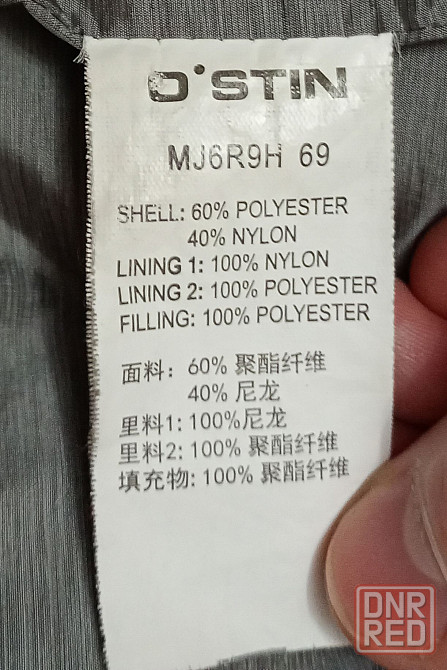 O'STIN
MJ6R9H 69
SHELL: 60% POLYESTER
40% NYLON
LINING 1: 100% NYLON
LINING 2: 100% POLYESTER
FILLING: 100% POLYESTER
面料：60% 聚酯纤维
40% 尼龙
里料1: 100%尼龙
里料2: 100% 聚酯纤维
填充物: 100% 聚酯纤维
DNR
RED